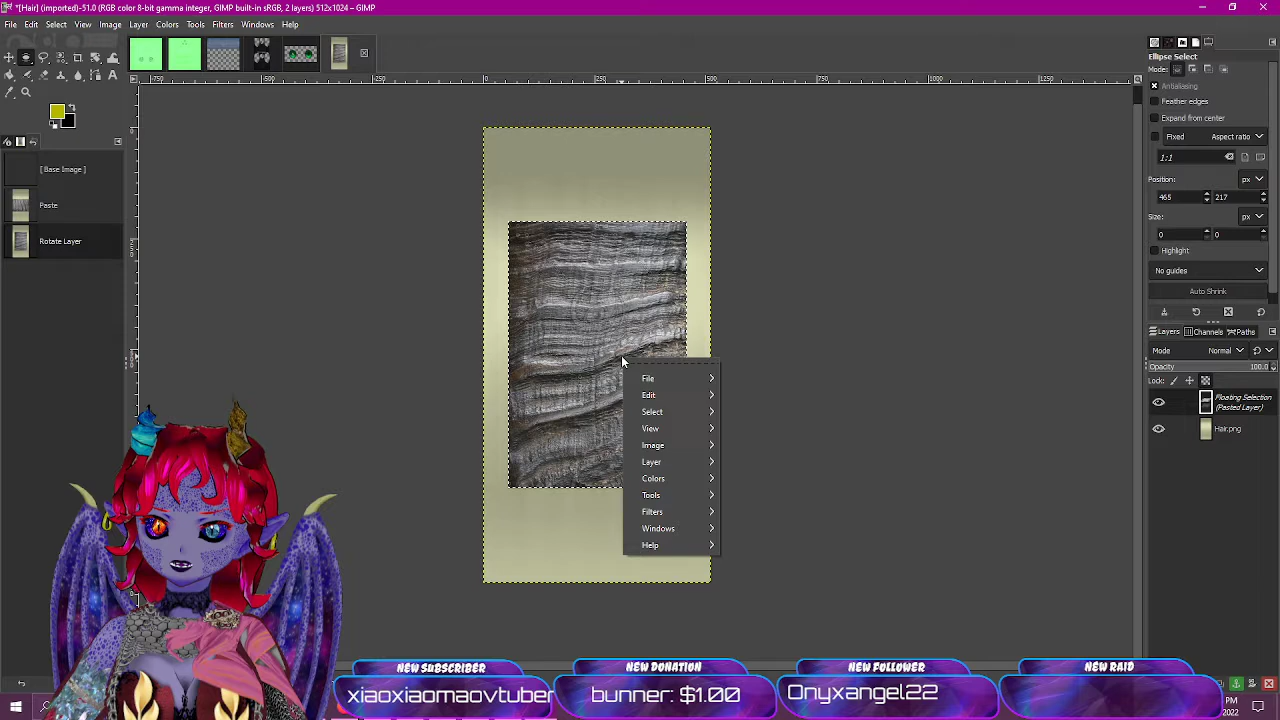 *[Hair] (imported)-51.0 (RGB color 8-bit gamma integer, GIMP built-in sRGB, 2 layers) 512x1024 – GIMP
File Edit Select View Image Layer Colors Tools Filters Windows Help
Ellipse Select
Mode:
Antialiasing
Feather edges
Expand from center
Fixed Aspect ratio
1:1
Position: px
465 217
Size: px
0 0
Highlight
No guides
Auto Shrink
Layers Channels Paths
Mode Normal
Opacity 100.0
Lock:
Floating Selection
(Pasted Layer)
Hair.png
[Base Image]
Paste
Rotate Layer
File
Edit
Select
View
Image
Layer
Colors
Tools
Filters
Windows
Help
NEW SUBSCRIBER
xiaoxiaomaovtuber
NEW DONATION
bunner: $1.00
NEW FOLLOWER
Onyxangel22
NEW RAID
PM